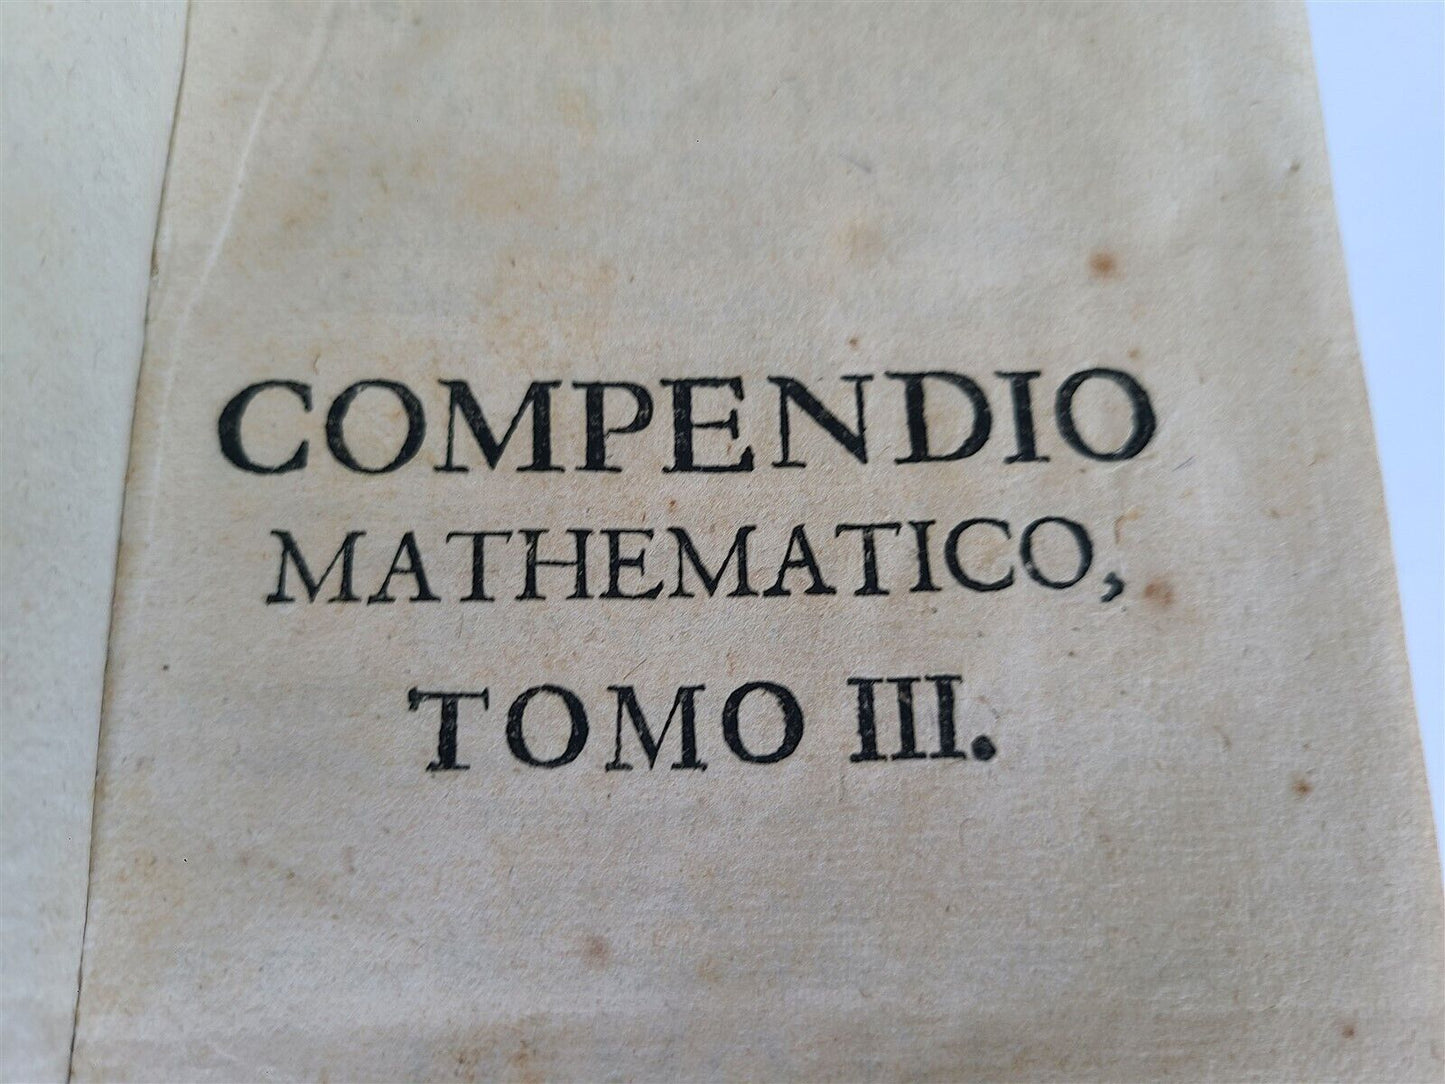 COMPENDIO
MATHEMATICO,
TOMO III.